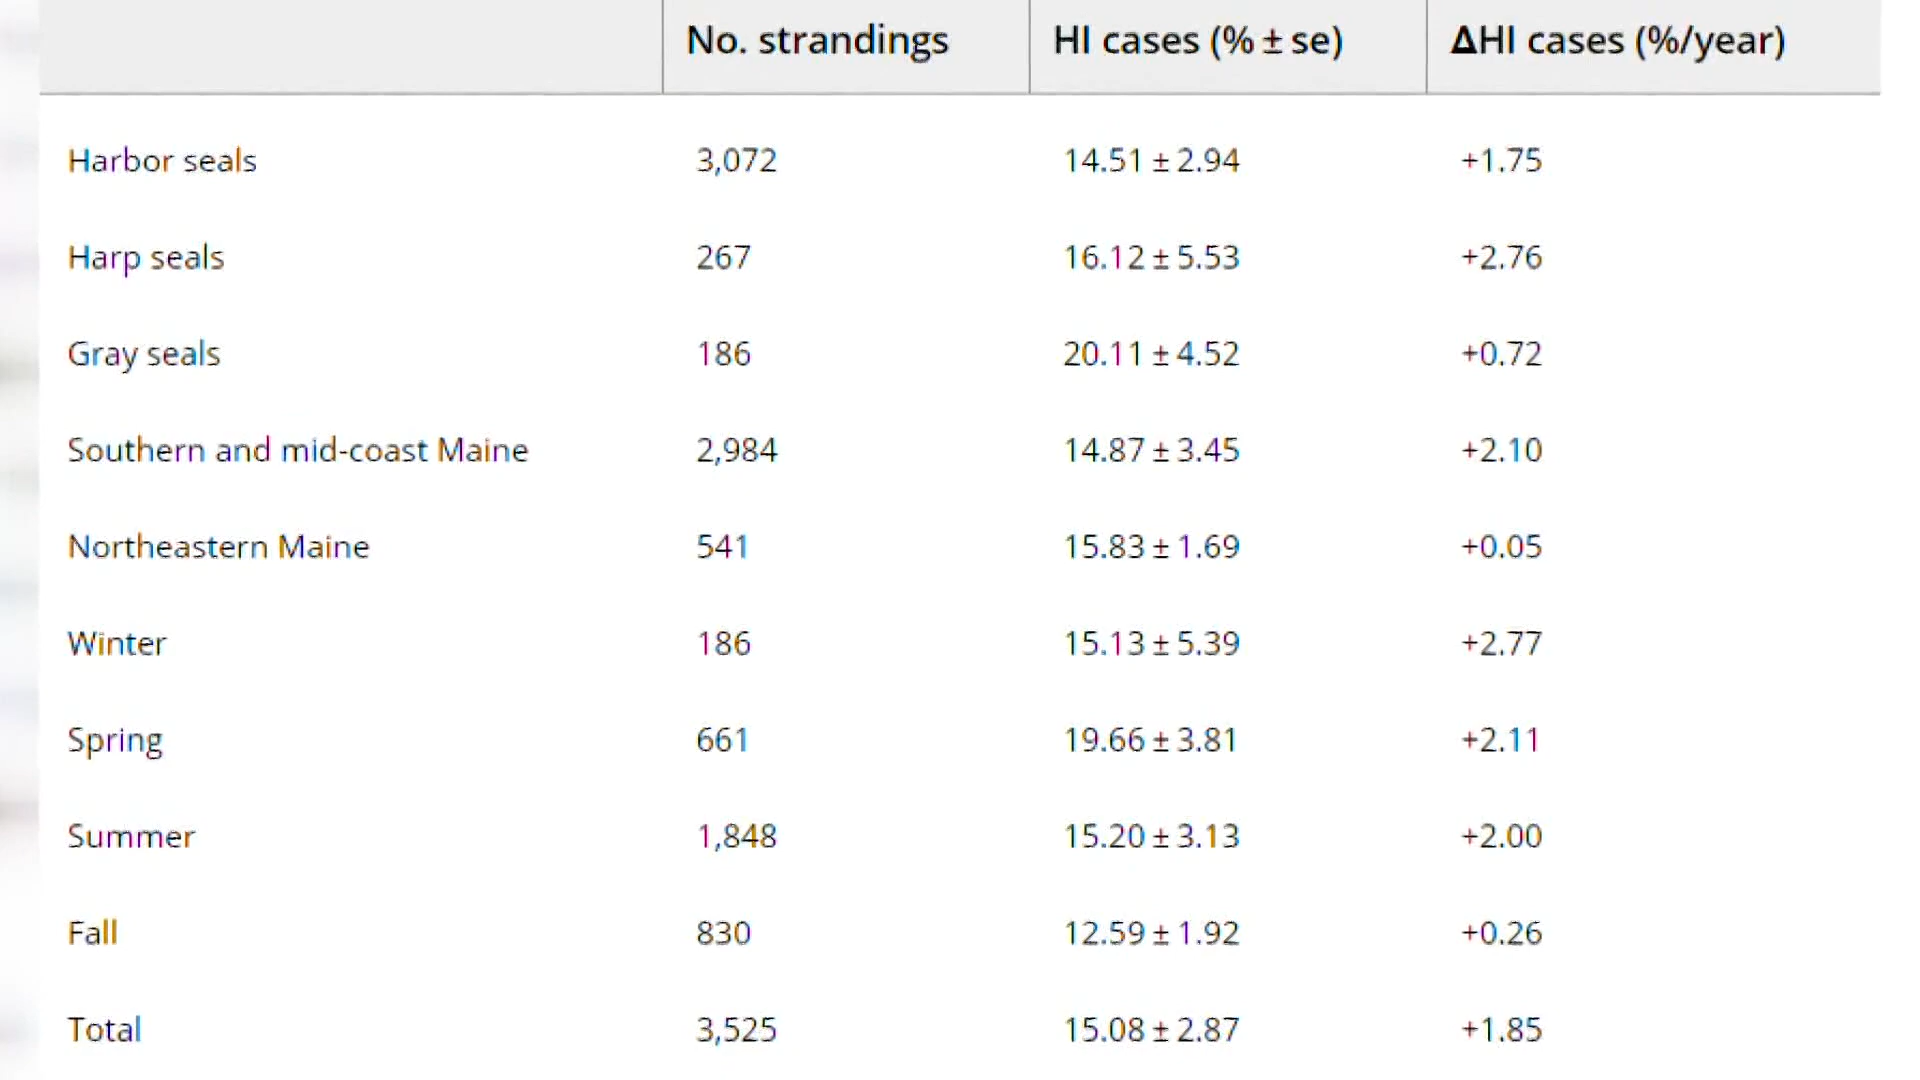 No. strandings HI cases (% ± se) ΔHI cases (%/year)
Harbor seals 3,072 14.51 ± 2.94 +1.75
Harp seals 267 16.12 ± 5.53 +2.76
Gray seals 186 20.11 ± 4.52 +0.72
Southern and mid-coast Maine 2,984 14.87 ± 3.45 +2.10
Northeastern Maine 541 15.83 ± 1.69 +0.05
Winter 186 15.13 ± 5.39 +2.77
Spring 661 19.66 ± 3.81 +2.11
Summer 1,848 15.20 ± 3.13 +2.00
Fall 830 12.59 ± 1.92 +0.26
Total 3,525 15.08 ± 2.87 +1.85